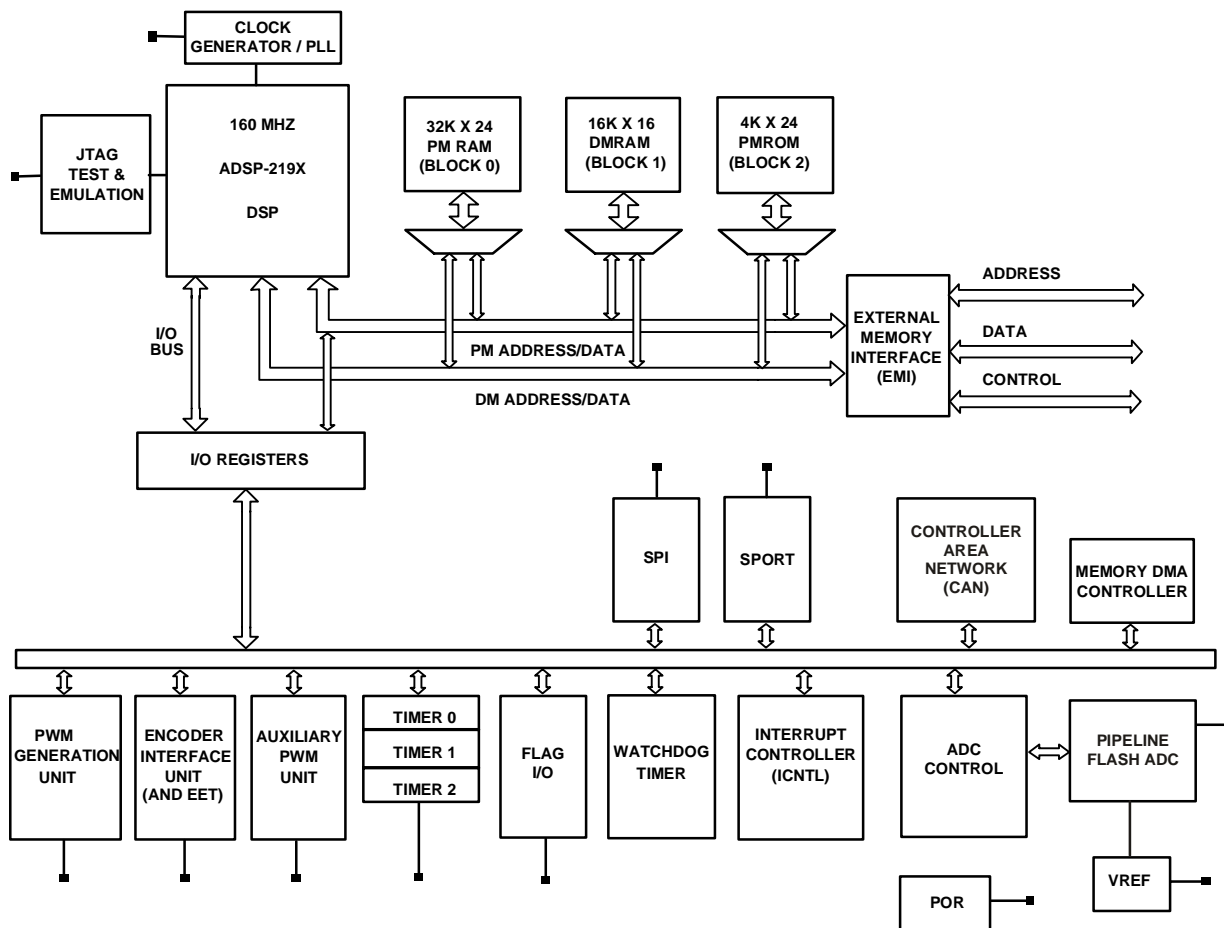 CLOCK
GENERATOR / PLL
160 MHZ
ADSP-219X
DSP
JTAG
TEST &
EMULATION
32K X 24
PM RAM
(BLOCK 0)
16K X 16
DMRAM
(BLOCK 1)
4K X 24
PMROM
(BLOCK 2)
I/O
BUS
PM ADDRESS/DATA
DM ADDRESS/DATA
EXTERNAL
MEMORY
INTERFACE
(EMI)
ADDRESS
DATA
CONTROL
I/O REGISTERS
SPI
SPORT
CONTROLLER
AREA
NETWORK
(CAN)
MEMORY DMA
CONTROLLER
PWM
GENERATION
UNIT
ENCODER
INTERFACE
UNIT
(AND EET)
AUXILIARY
PWM
UNIT
TIMER 0
TIMER 1
TIMER 2
FLAG
I/O
WATCHDOG
TIMER
INTERRUPT
CONTROLLER
(ICNTL)
ADC
CONTROL
PIPELINE
FLASH ADC
VREF
POR